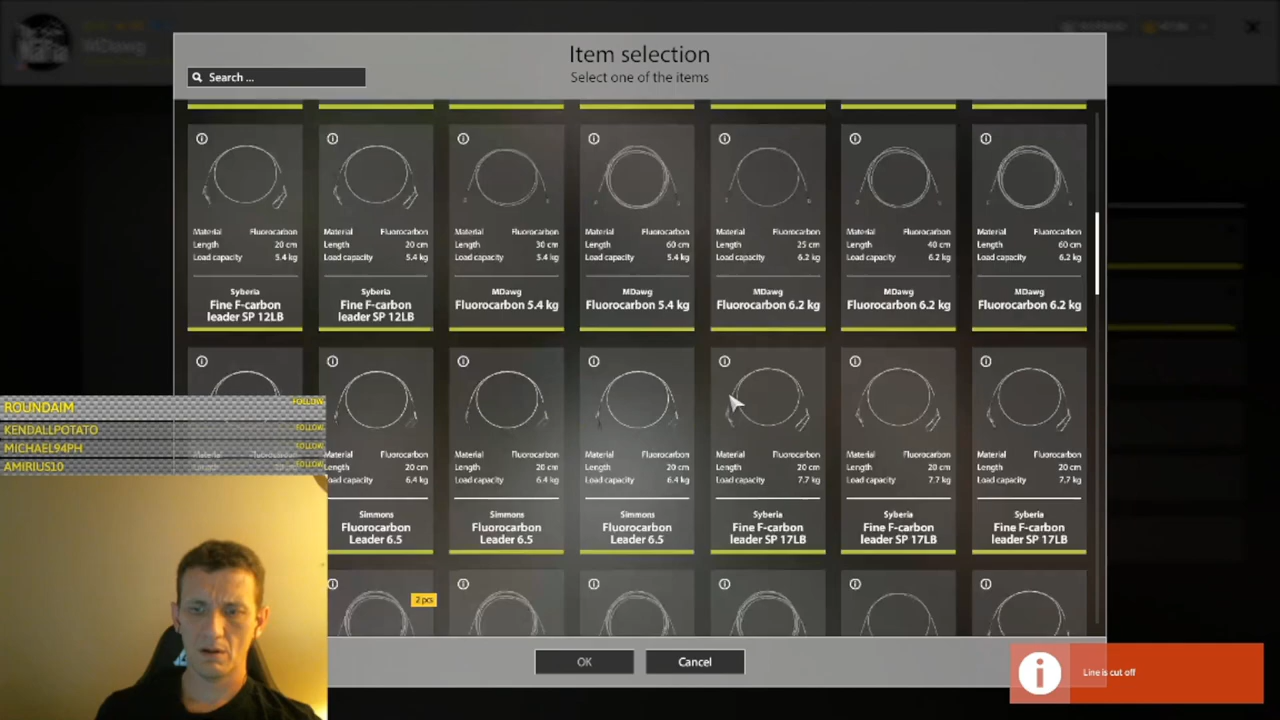 MDawg
Item selection
Select one of the items
Search ...
Material Fluorocarbon
Length 20 cm
Load capacity 5.4 kg
Syberia
Fine F-carbon
leader SP 12LB
Material Fluorocarbon
Length 20 cm
Load capacity 5.4 kg
Syberia
Fine F-carbon
leader SP 12LB
Material Fluorocarbon
Length 30 cm
Load capacity 5.4 kg
MDawg
Fluorocarbon 5.4 kg
Material Fluorocarbon
Length 60 cm
Load capacity 5.4 kg
MDawg
Fluorocarbon 5.4 kg
Material Fluorocarbon
Length 25 cm
Load capacity 6.2 kg
MDawg
Fluorocarbon 6.2 kg
Material Fluorocarbon
Length 40 cm
Load capacity 6.2 kg
MDawg
Fluorocarbon 6.2 kg
Material Fluorocarbon
Length 60 cm
Load capacity 6.2 kg
MDawg
Fluorocarbon 6.2 kg
ROUNDAIM FOLLOW
KENDALLPOTATO FOLLOW
MICHAEL94PH FOLLOW
AMIRIUS10 FOLLOW
Material Fluorocarbon
Length 20 cm
Load capacity 6.4 kg
Simmons
Fluorocarbon
Leader 6.5
Material Fluorocarbon
Length 20 cm
Load capacity 6.4 kg
Simmons
Fluorocarbon
Leader 6.5
Material Fluorocarbon
Length 20 cm
Load capacity 6.4 kg
Simmons
Fluorocarbon
Leader 6.5
Material Fluorocarbon
Length 20 cm
Load capacity 7.7 kg
Syberia
Fine F-carbon
leader SP 17LB
Material Fluorocarbon
Length 20 cm
Load capacity 7.7 kg
Syberia
Fine F-carbon
leader SP 17LB
Material Fluorocarbon
Length 20 cm
Load capacity 7.7 kg
Syberia
Fine F-carbon
leader SP 17LB
2 pcs
OK
Cancel
Line is cut off